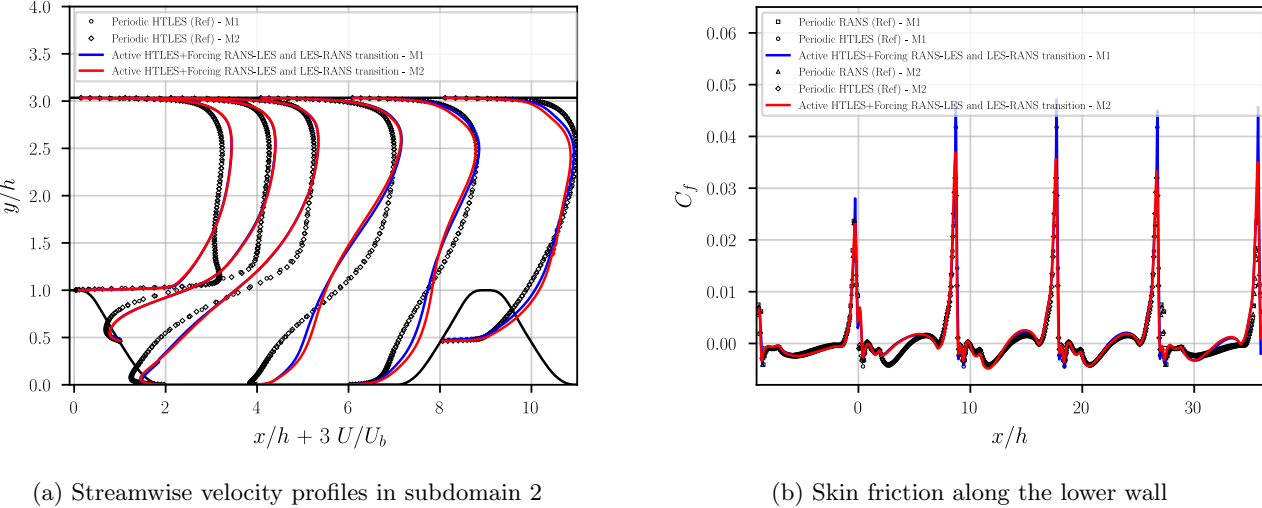 4.0
3.5
3.0
2.5
2.0
1.5
1.0
0.5
0.0
y/h
Periodic HTLES (Ref) - M1
Periodic HTLES (Ref) - M2
Active HTLES+Forcing RANS-LES and LES-RANS transition - M1
Active HTLES+Forcing RANS-LES and LES-RANS transition - M2
0 2 4 6 8 10
x/h + 3 U/U_b
(a) Streamwise velocity profiles in subdomain 2
0.06
0.05
0.04
0.03
0.02
0.01
0.00
C_f
Periodic RANS (Ref) - M1
Periodic HTLES (Ref) - M1
Active HTLES+Forcing RANS-LES and LES-RANS transition - M1
Periodic RANS (Ref) - M2
Periodic HTLES (Ref) - M2
Active HTLES+Forcing RANS-LES and LES-RANS transition - M2
0 10 20 30
x/h
(b) Skin friction along the lower wall